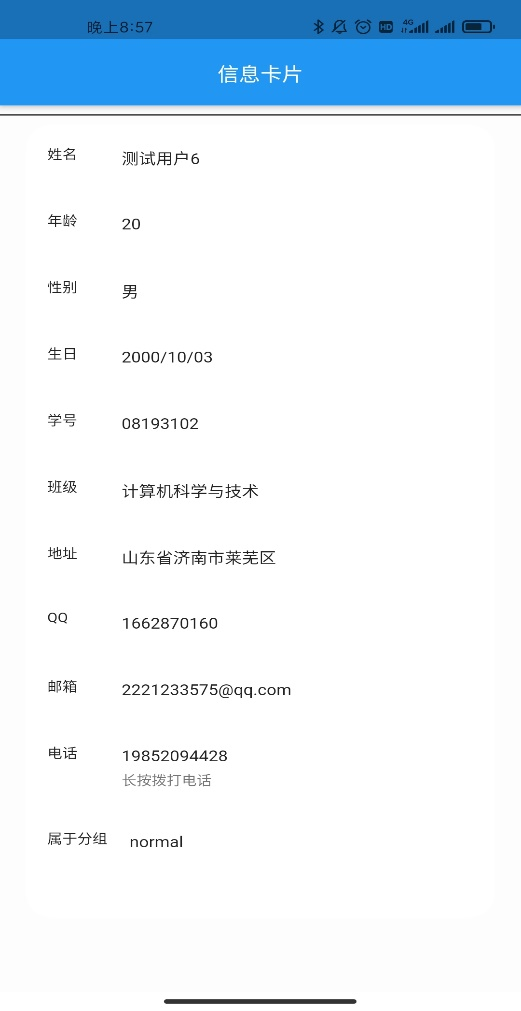 晚上8:57
HD 4G
信息卡片
姓名 测试用户6
年龄 20
性别 男
生日 2000/10/03
学号 08193102
班级 计算机科学与技术
地址 山东省济南市莱芜区
QQ 1662870160
邮箱 2221233575@qq.com
电话 19852094428
长按拨打电话
属于分组 normal